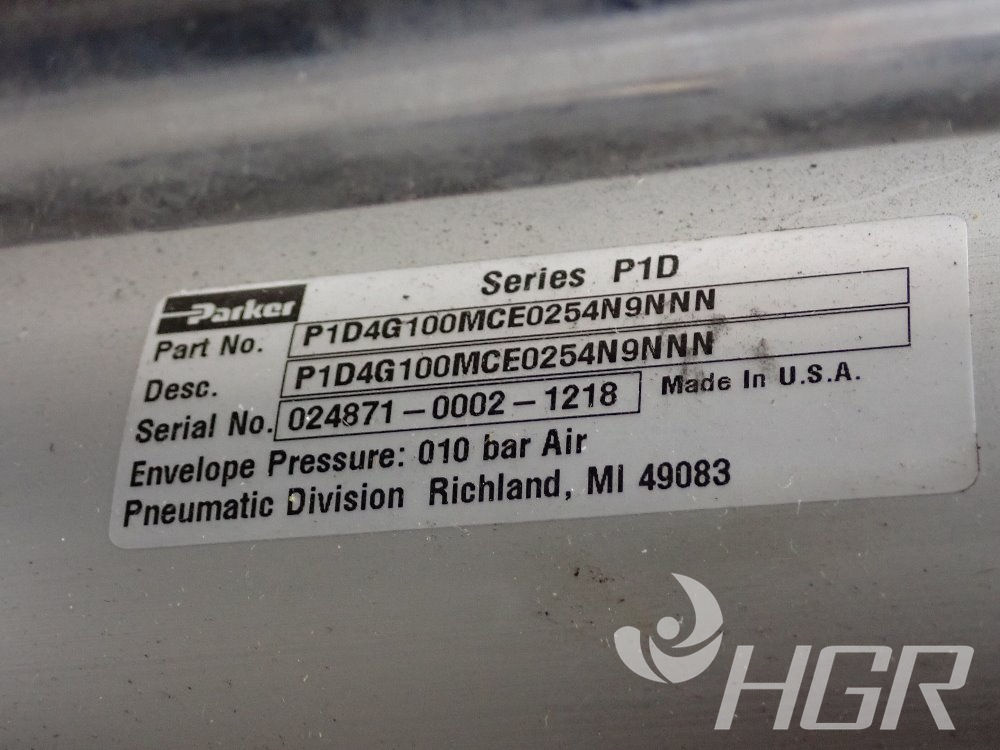 Parker Series P1D
Part No. P1D4G100MCE0254N9NNN
Desc. P1D4G100MCE0254N9NNN
Serial No. 024871-0002-1218 Made In U.S.A.
Envelope Pressure: 010 bar Air
Pneumatic Division Richland, MI 49083
HGR